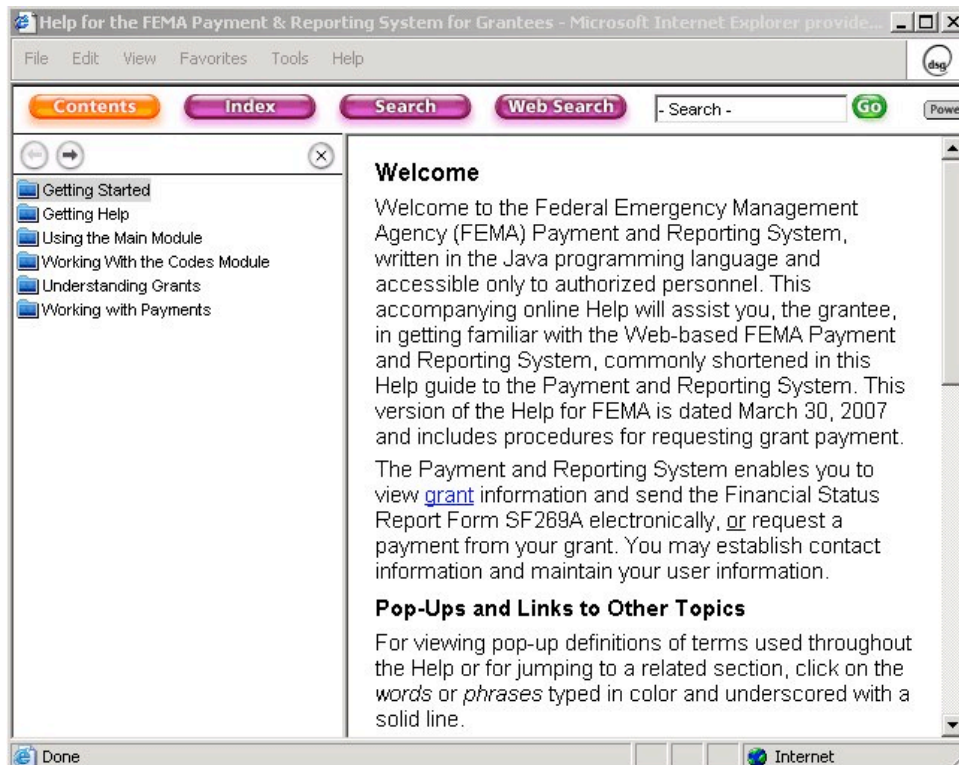 Help for the FEMA Payment & Reporting System for Grantees - Microsoft Internet Explorer provide...
File Edit View Favorites Tools Help
dsg
Contents Index Search Web Search - Search - Go Powe
Getting Started
Getting Help
Using the Main Module
Working With the Codes Module
Understanding Grants
Working with Payments
Welcome
Welcome to the Federal Emergency Management
Agency (FEMA) Payment and Reporting System,
written in the Java programming language and
accessible only to authorized personnel. This
accompanying online Help will assist you, the grantee,
in getting familiar with the Web-based FEMA Payment
and Reporting System, commonly shortened in this
Help guide to the Payment and Reporting System. This
version of the Help for FEMA is dated March 30, 2007
and includes procedures for requesting grant payment.
The Payment and Reporting System enables you to
view grant information and send the Financial Status
Report Form SF269A electronically, or request a
payment from your grant. You may establish contact
information and maintain your user information.
Pop-Ups and Links to Other Topics
For viewing pop-up definitions of terms used throughout
the Help or for jumping to a related section, click on the
words or phrases typed in color and underscored with a
solid line.
Done Internet